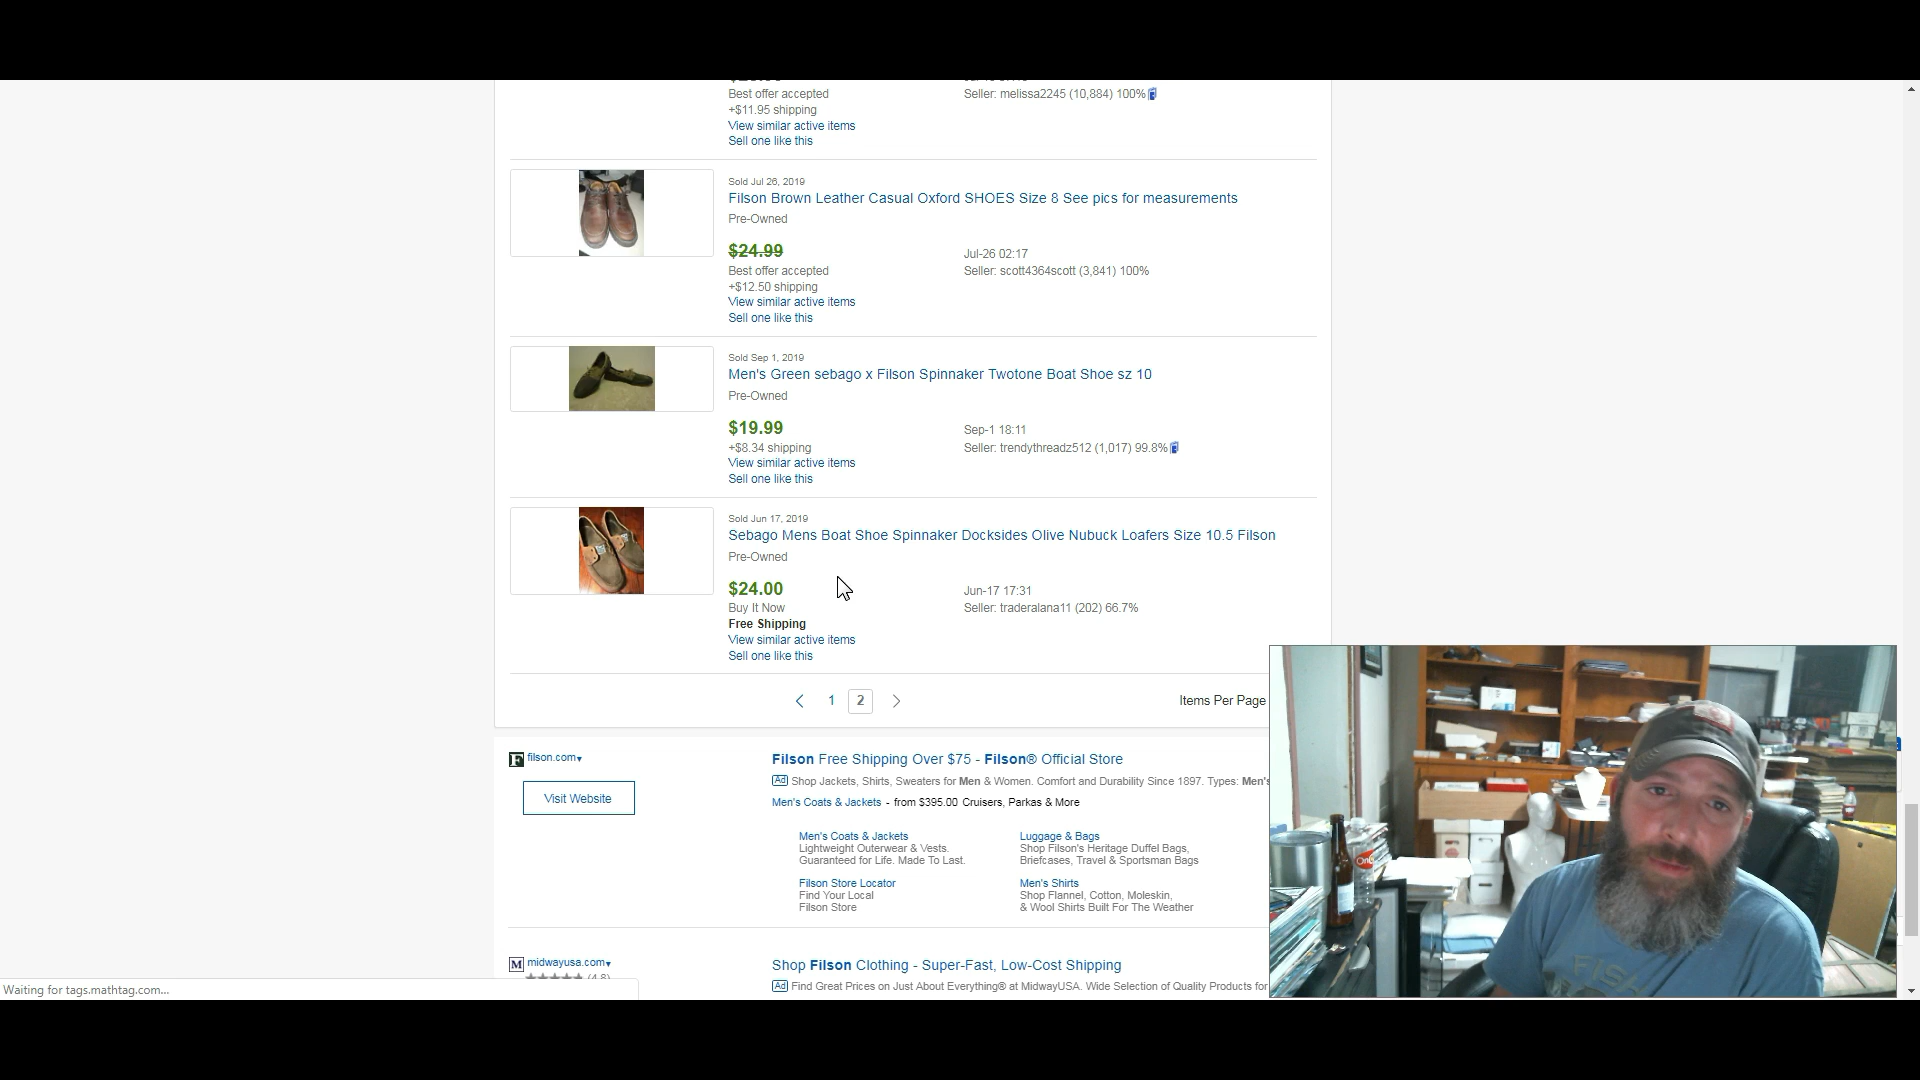 Best offer accepted
Seller: melissa2245 (10,884) 100%
+$11.95 shipping
View similar active items
Sell one like this
Sold Jul 26, 2019
Filson Brown Leather Casual Oxford SHOES Size 8 See pics for measurements
Pre-Owned
$24.99
Jul-26 02:17
Best offer accepted
Seller: scott4364scott (3,841) 100%
+$12.50 shipping
View similar active items
Sell one like this
Sold Sep 1, 2019
Men's Green sebago x Filson Spinnaker Twotone Boat Shoe sz 10
Pre-Owned
$19.99
Sep-1 18:11
+$8.34 shipping
Seller: trendythreadz512 (1,017) 99.8%
View similar active items
Sell one like this
Sold Jun 17, 2019
Sebago Mens Boat Shoe Spinnaker Docksides Olive Nubuck Loafers Size 10.5 Filson
Pre-Owned
$24.00
Jun-17 17:31
Buy It Now
Seller: traderalana11 (202) 66.7%
Free Shipping
View similar active items
Sell one like this
1 2
Items Per Page
F filson.com
Visit Website
Filson Free Shipping Over $75 - Filson® Official Store
Ad Shop Jackets, Shirts, Sweaters for Men & Women. Comfort and Durability Since 1897. Types: Men's
Men's Coats & Jackets - from $395.00 Cruisers, Parkas & More
Men's Coats & Jackets
Lightweight Outerwear & Vests.
Guaranteed for Life. Made To Last.
Luggage & Bags
Shop Filson's Heritage Duffel Bags,
Briefcases, Travel & Sportsman Bags
Filson Store Locator
Find Your Local
Filson Store
Men's Shirts
Shop Flannel, Cotton, Moleskin,
& Wool Shirts Built For The Weather
M midwayusa.com
(4.8)
Shop Filson Clothing - Super-Fast, Low-Cost Shipping
Ad Find Great Prices on Just About Everything® at MidwayUSA. Wide Selection of Quality Products for
Waiting for tags.mathtag.com...
FISH